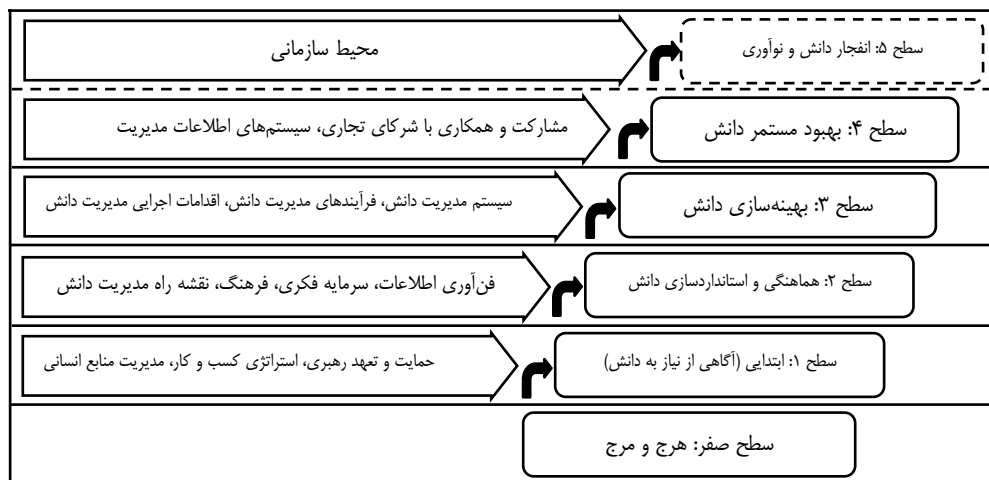 سطح ۵: انفجار دانش و نوآوری
محیط سازمانی
سطح ۴: بهبود مستمر دانش
مشارکت و همکاری با شرکای تجاری، سیستم‌های اطلاعات مدیریت
سطح ۳: بهینه‌سازی دانش
سیستم مدیریت دانش، فرآیندهای مدیریت دانش، اقدامات اجرایی مدیریت دانش
سطح ۲: هماهنگی و استانداردسازی دانش
فن‌آوری اطلاعات، سرمایه فکری، فرهنگ، نقشه راه مدیریت دانش
سطح ۱: ابتدایی (آگاهی از نیاز به دانش)
حمایت و تعهد رهبری، استراتژی کسب و کار، مدیریت منابع انسانی
سطح صفر: هرج و مرج